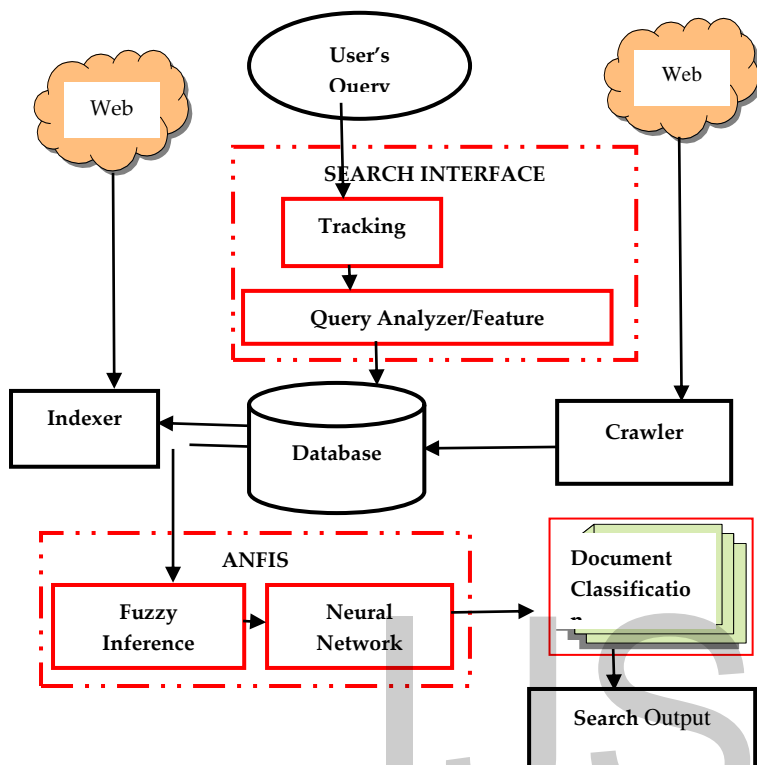 User's
Query
Web
Web
SEARCH INTERFACE
Tracking
Query Analyzer/Feature
Indexer
Database
Crawler
ANFIS
Fuzzy
Inference
Neural
Network
Document
Classificatio
n
Search Output
IJS